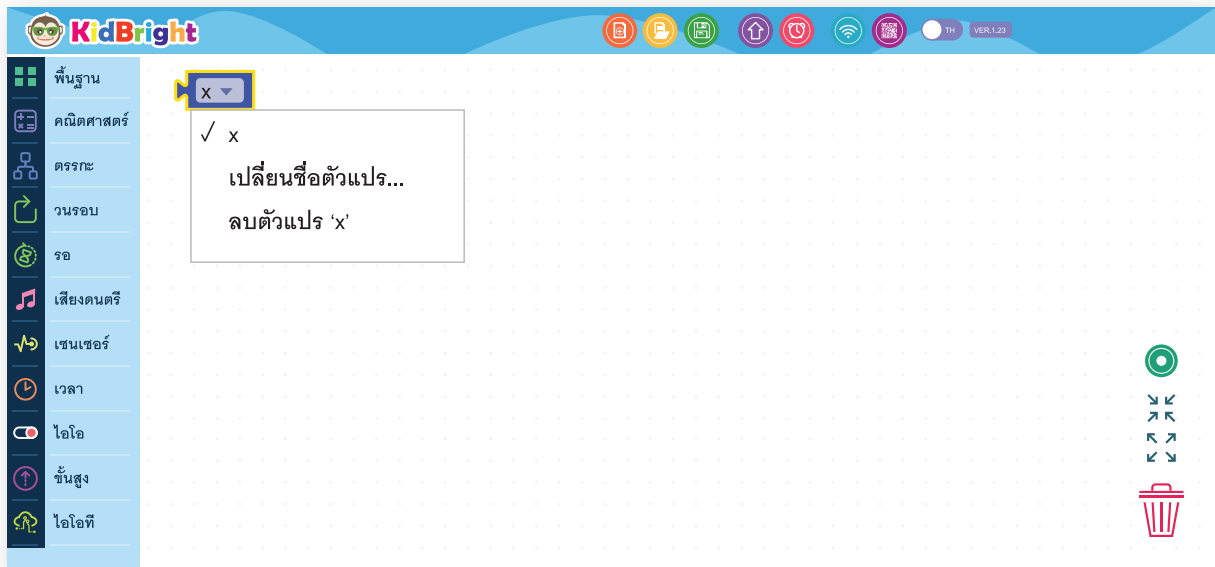 KidBright
TH
VER.1.23
พื้นฐาน
คณิตศาสตร์
ตรรกะ
วนรอบ
รอ
เสียงดนตรี
เซนเซอร์
เวลา
ไอโอ
ขั้นสูง
ไอโอที
x
✓ x
เปลี่ยนชื่อตัวแปร...
ลบตัวแปร ‘x’